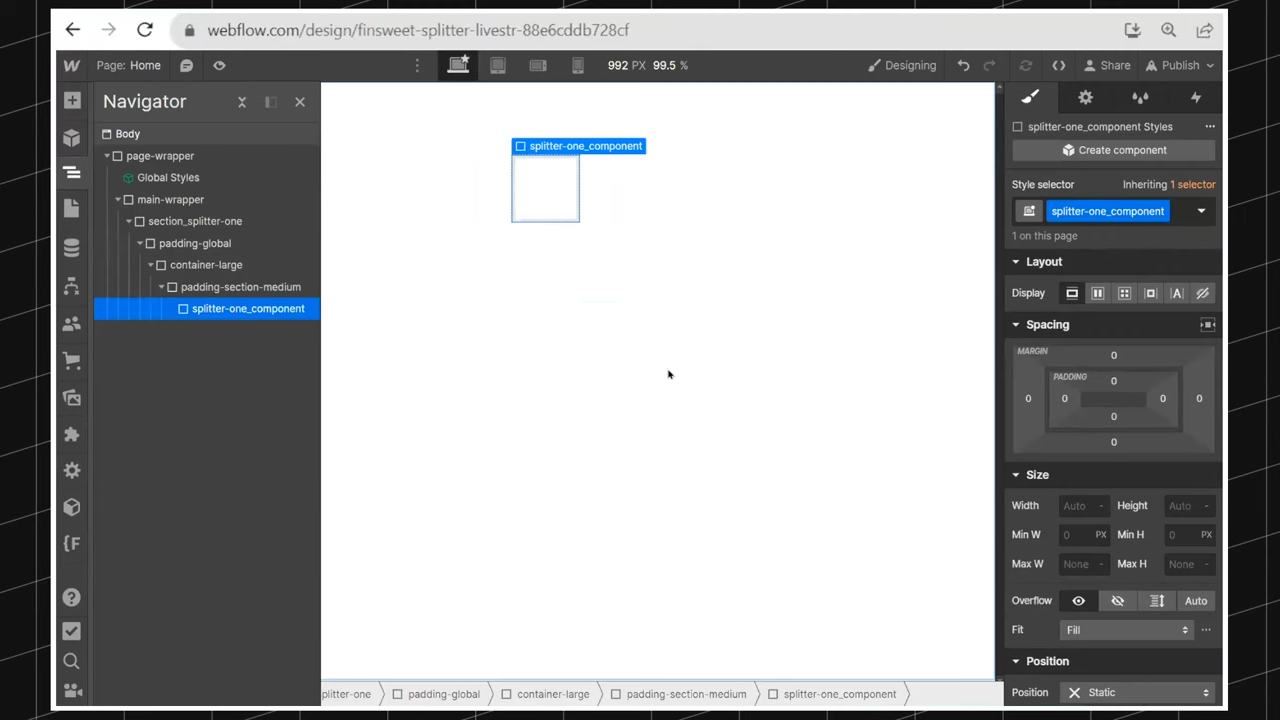 webflow.com/design/finsweet-splitter-livestr-88e6cddb728cf
Page: Home
992 PX 99.5 %
Designing
Share
Publish
Navigator
Body
page-wrapper
Global Styles
main-wrapper
section_splitter-one
padding-global
container-large
padding-section-medium
splitter-one_component
splitter-one_component
splitter-one_component Styles
Create component
Style selector
Inheriting 1 selector
splitter-one_component
1 on this page
Layout
Display
Spacing
MARGIN
0
PADDING
0
0 0 0 0
0
0
Size
Width Auto - Height Auto -
Min W 0 PX Min H 0 PX
Max W None - Max H None -
Overflow Auto
Fit Fill
Position
Position Static
plitter-one padding-global container-large padding-section-medium splitter-one_component